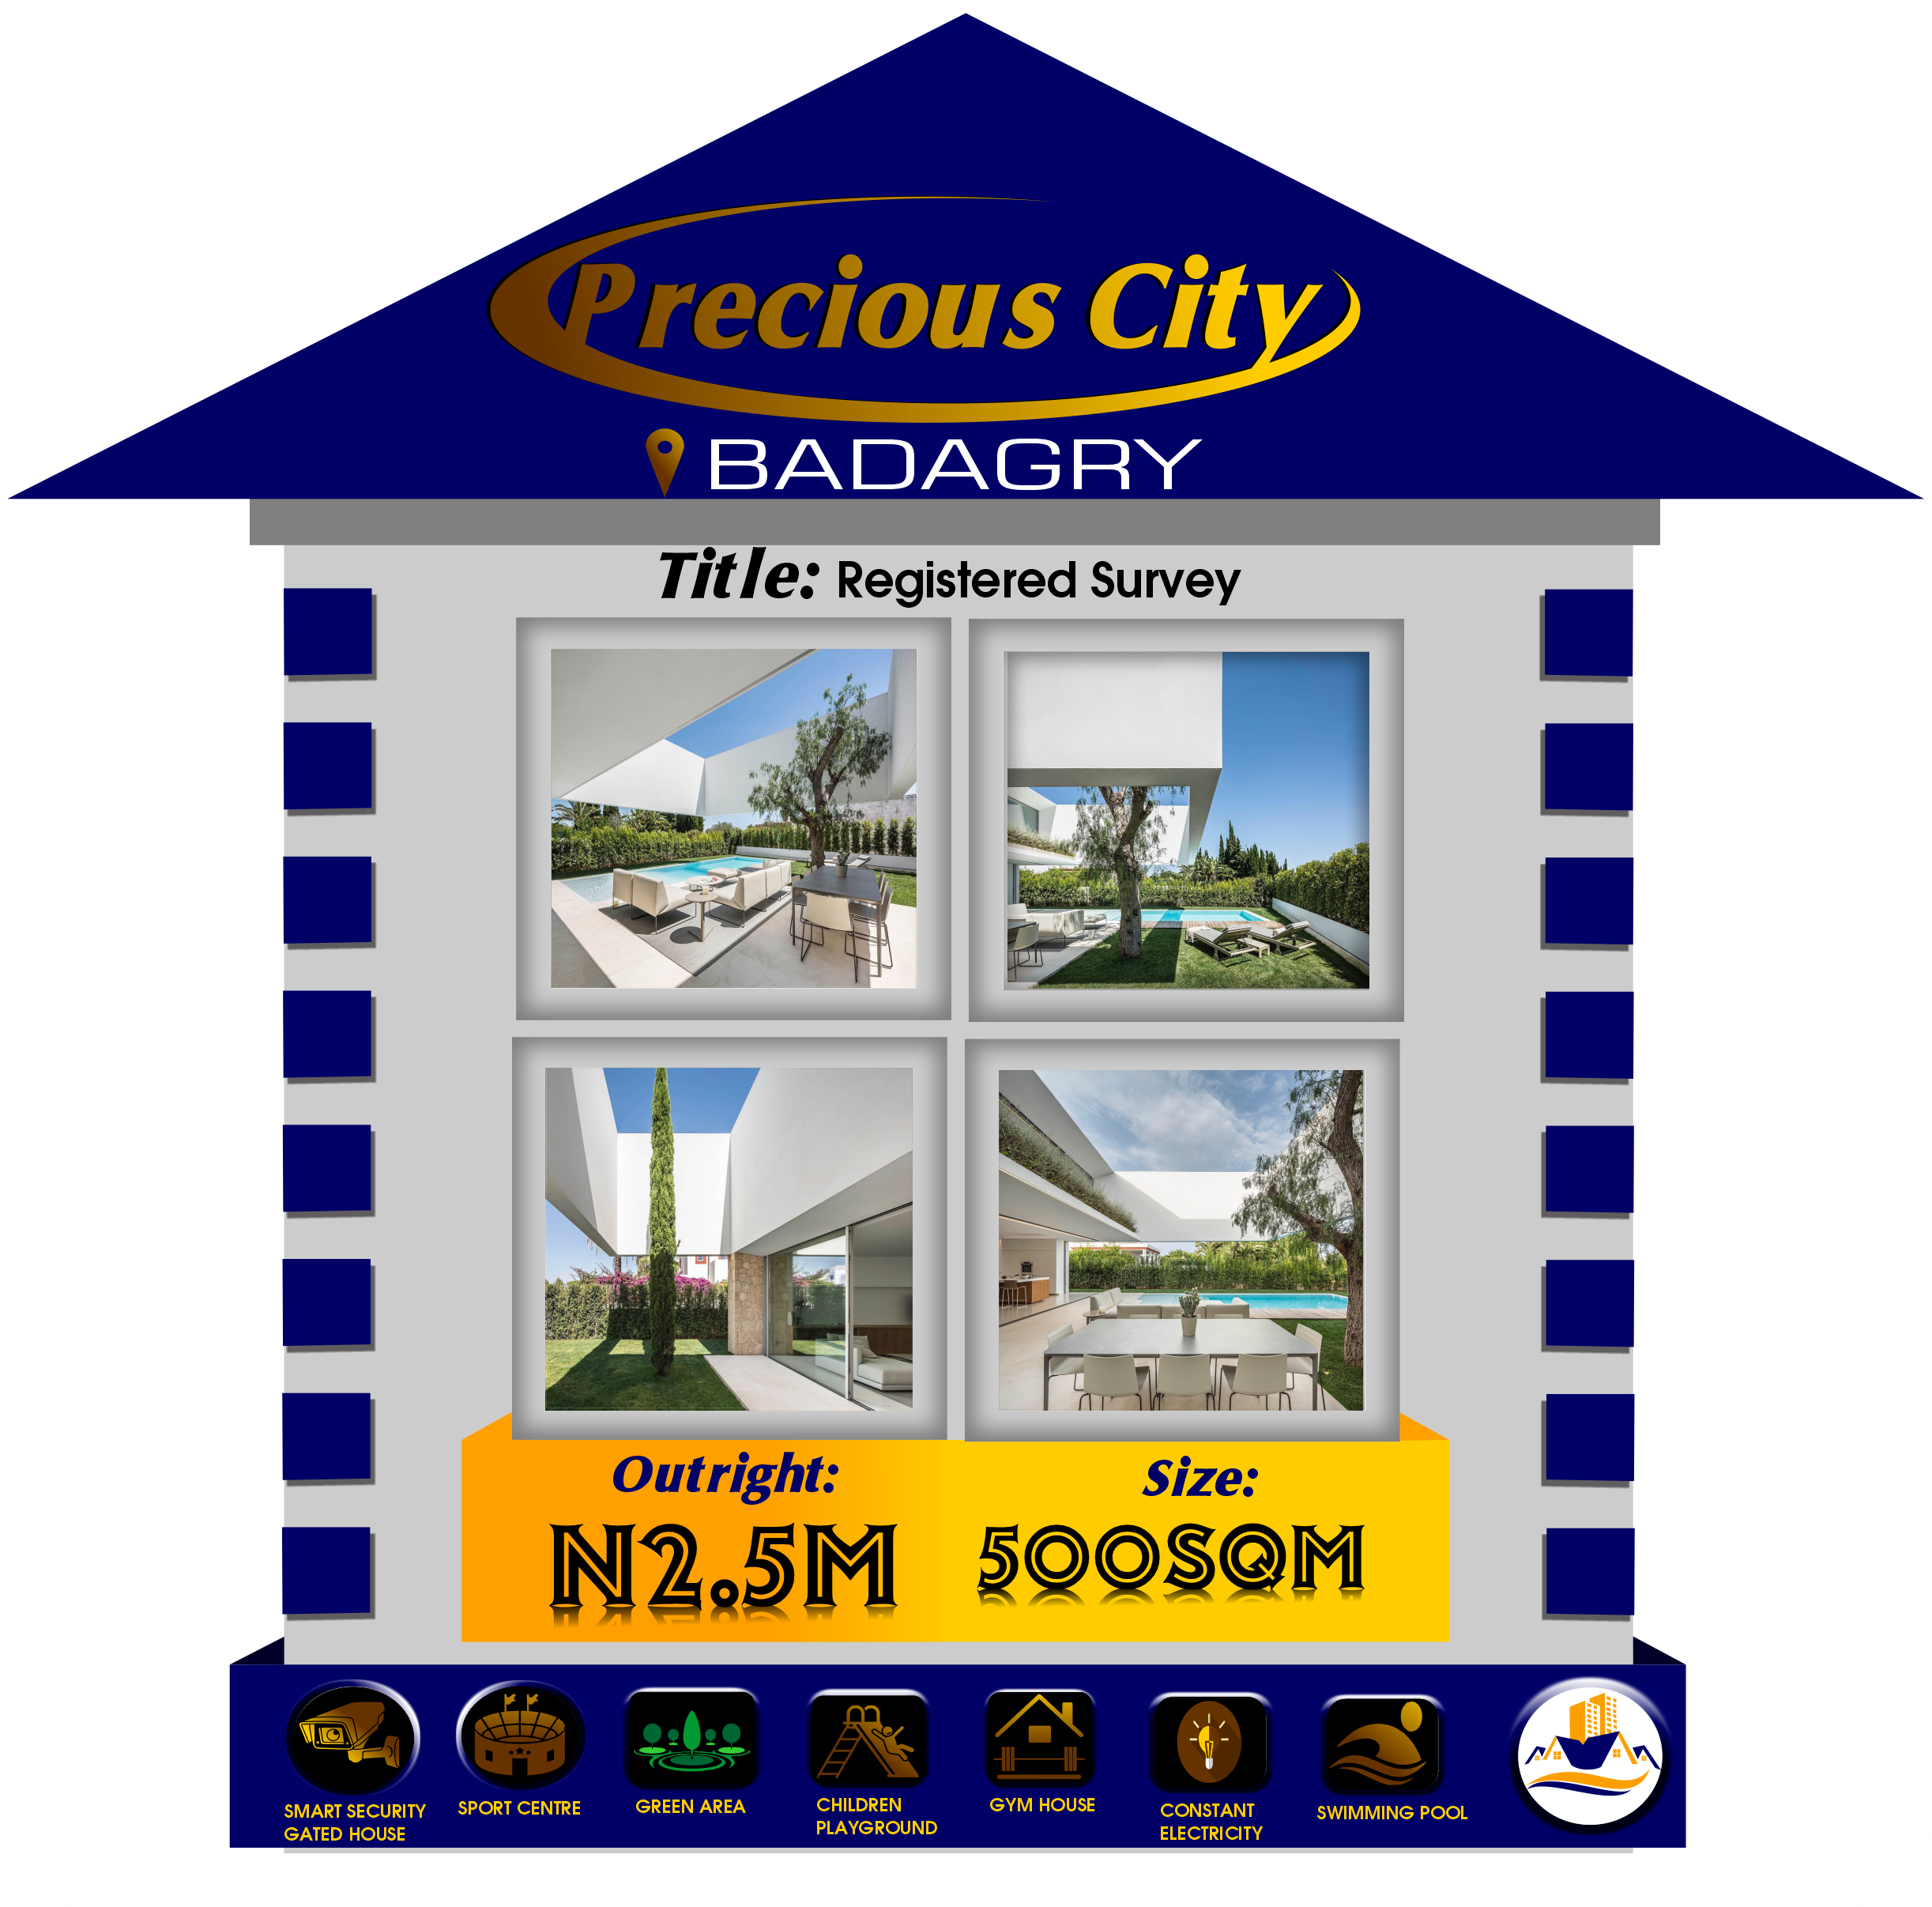 Precious City
BADAGRY
Title: Registered Survey
Outright:
N2.5M
Size:
500SQM
SMART SECURITY
GATED HOUSE
SPORT CENTRE
GREEN AREA
CHILDREN
PLAYGROUND
GYM HOUSE
CONSTANT
ELECTRICITY
SWIMMING POOL